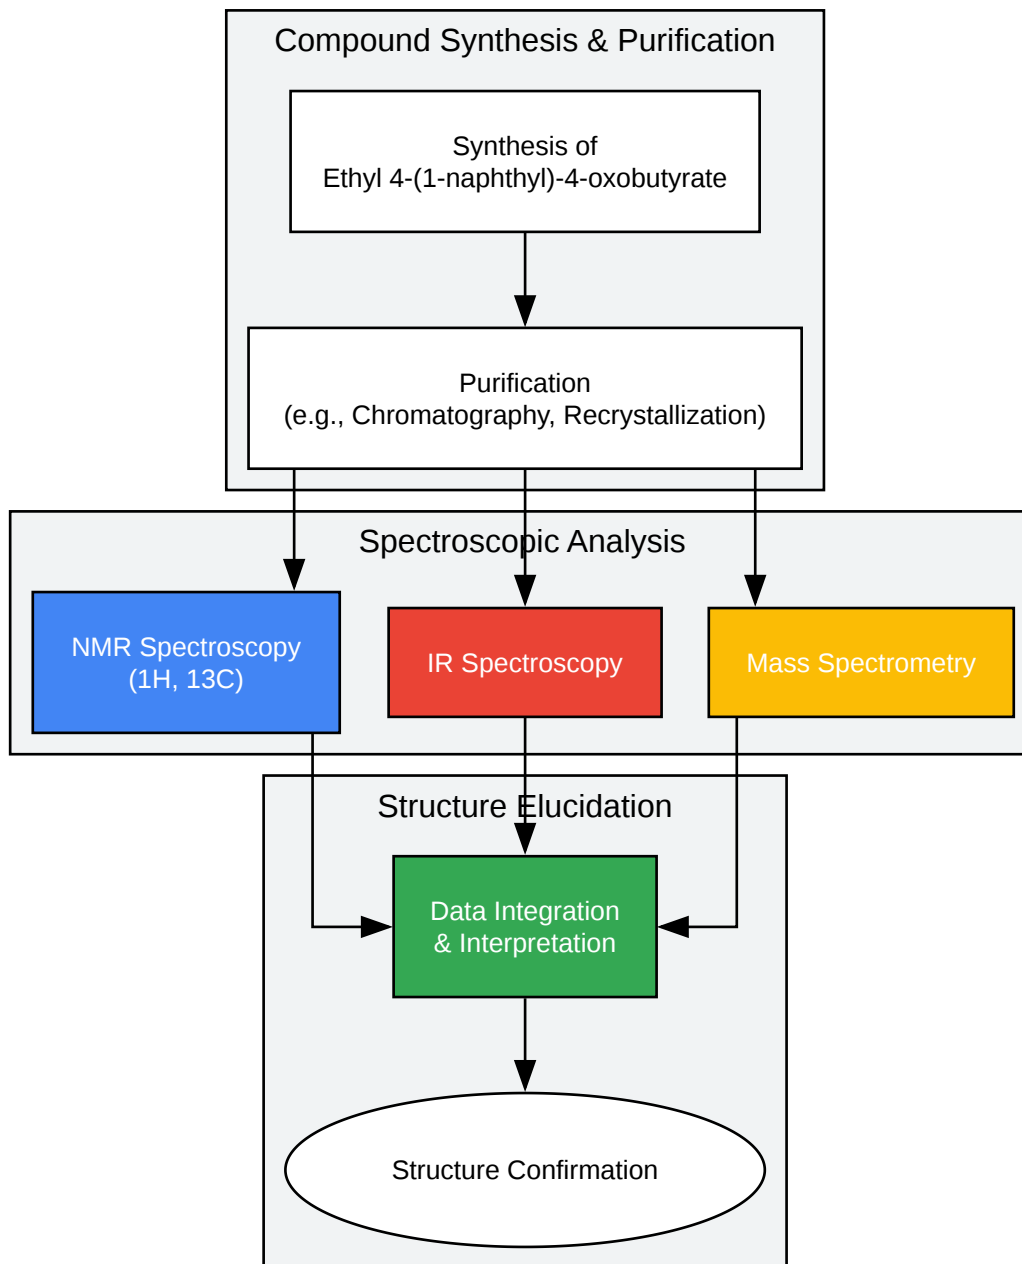 Compound Synthesis & Purification
Synthesis of
Ethyl 4-(1-naphthyl)-4-oxobutyrate
Purification
(e.g., Chromatography, Recrystallization)
Spectroscopic Analysis
NMR Spectroscopy
(1H, 13C)
IR Spectroscopy
Mass Spectrometry
Structure Elucidation
Data Integration
& Interpretation
Structure Confirmation